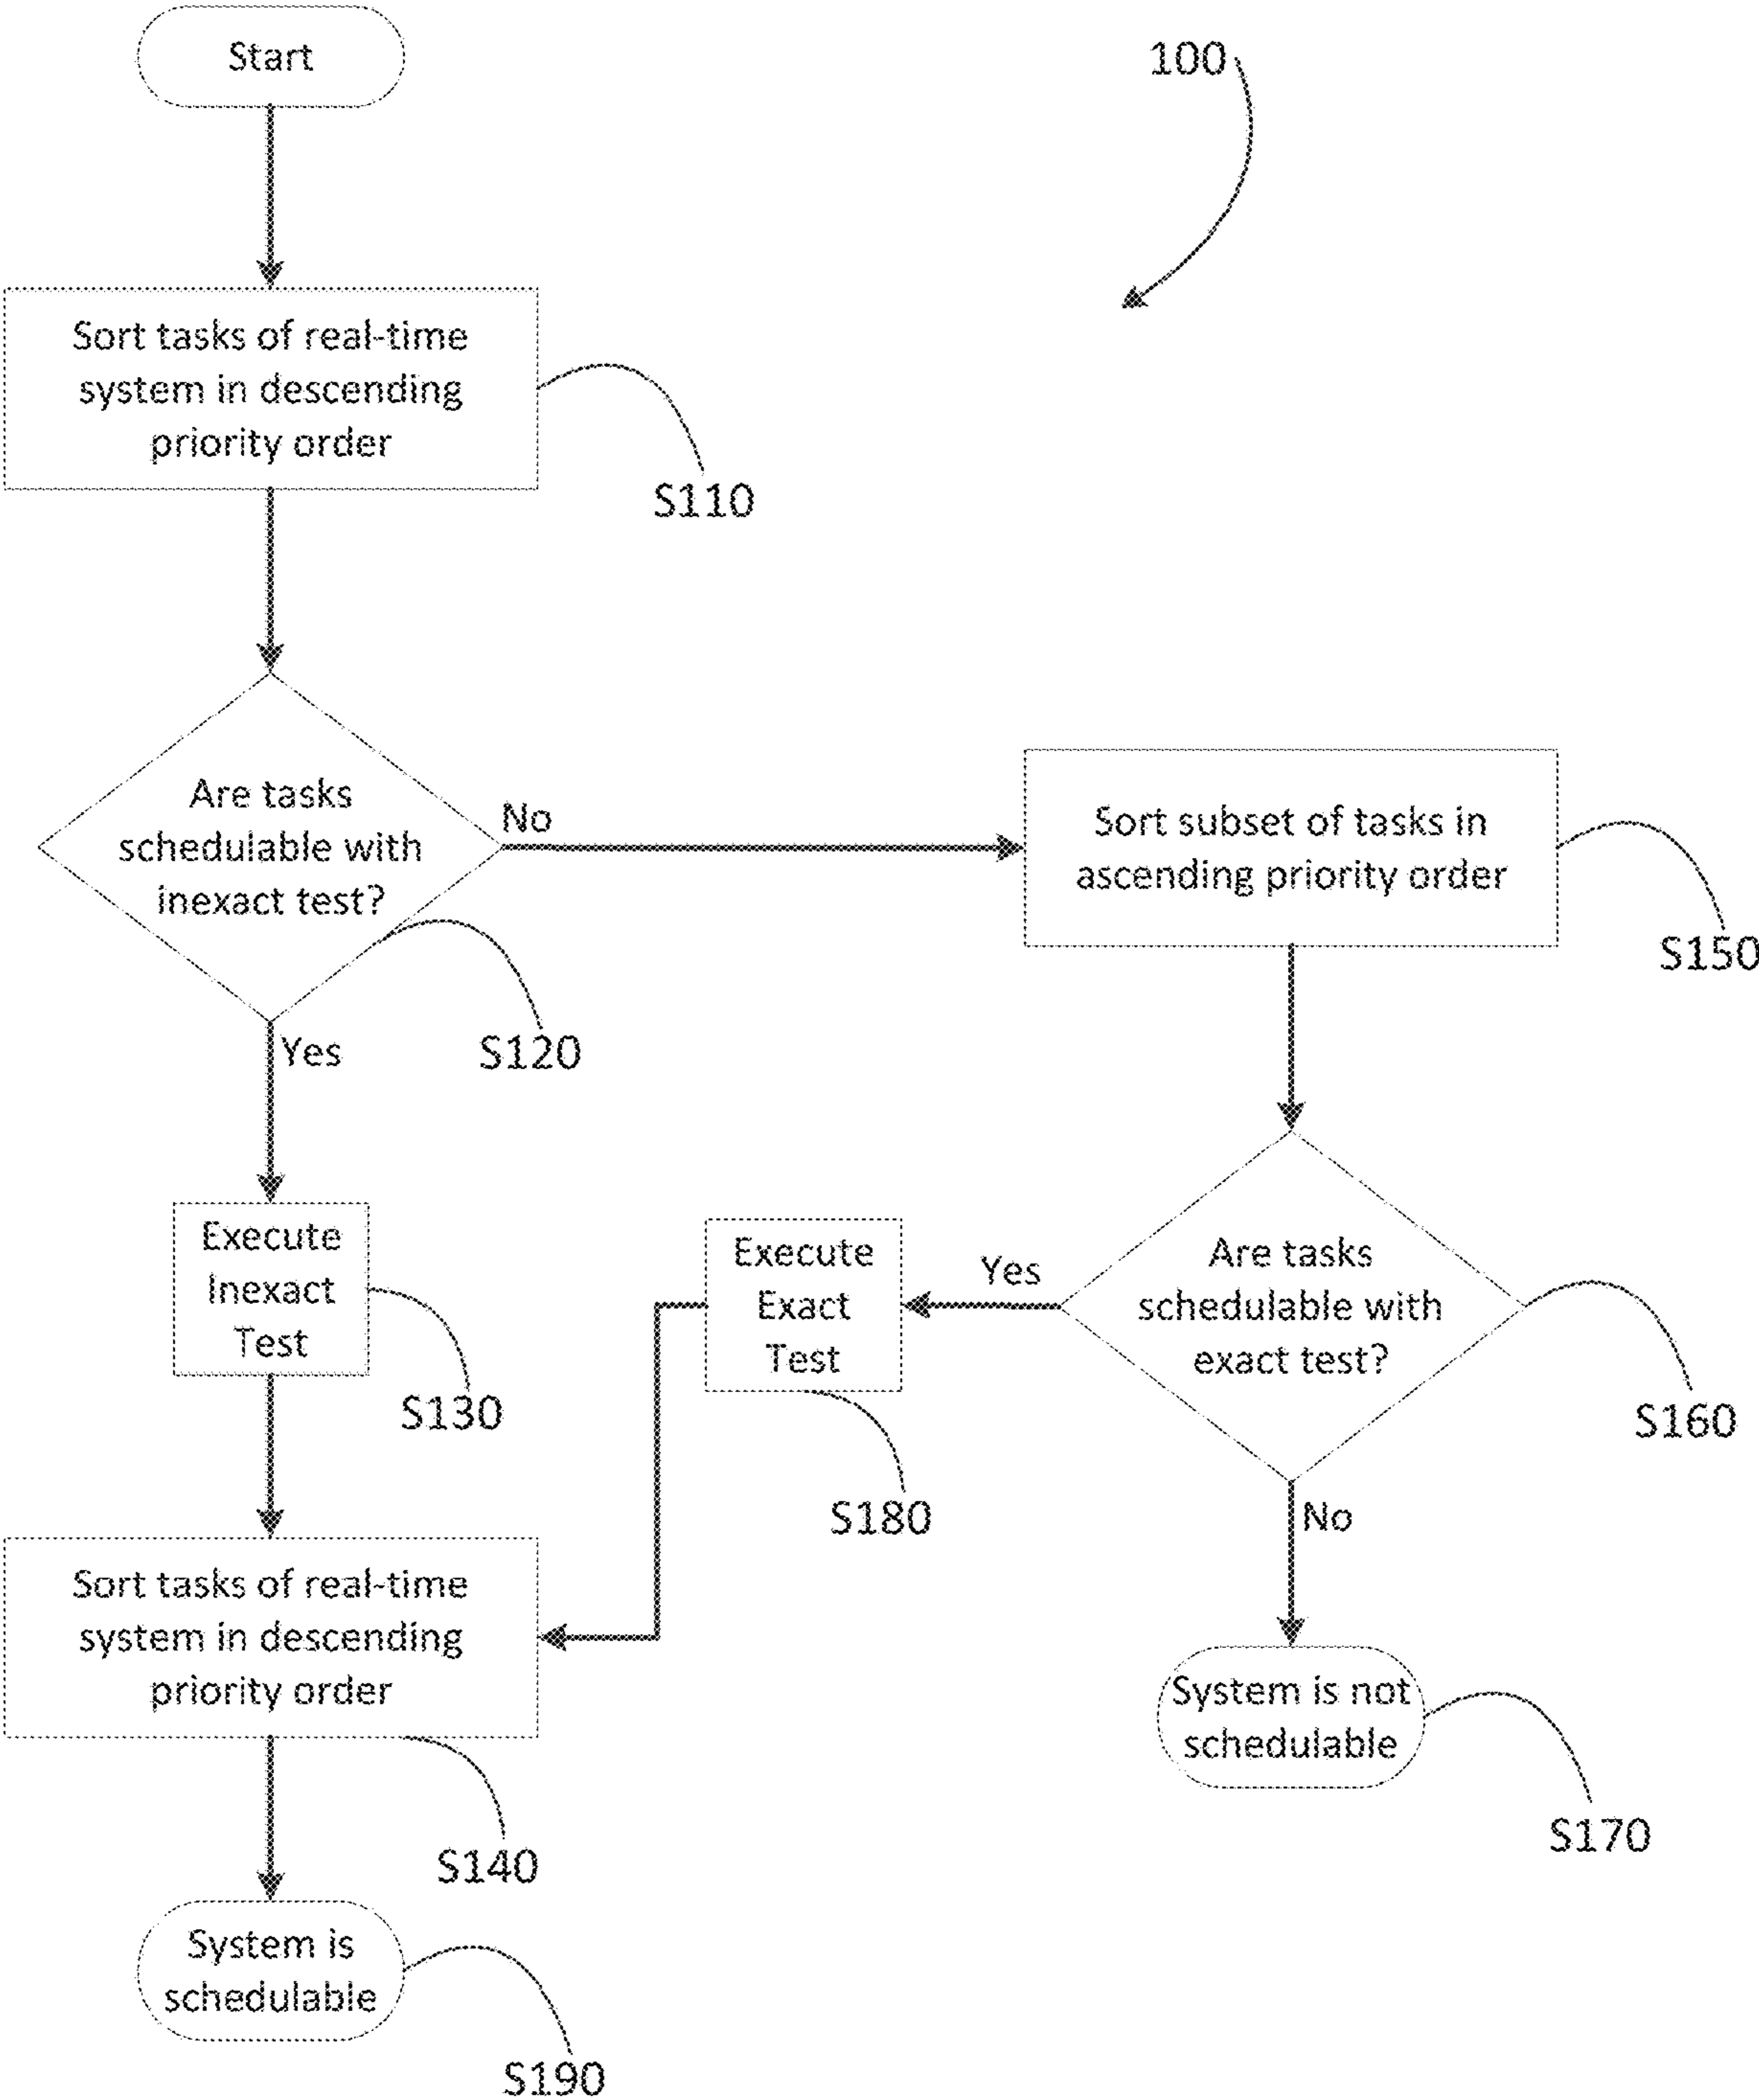 Start
100
Sort tasks of real-time
system in descending
priority order
S110
Are tasks
schedulable with
inexact test?
No
S120
Yes
Sort subset of tasks in
ascending priority order
S150
Execute
Inexact
Test
S130
Execute
Exact
Test
S180
Yes
Are tasks
schedulable with
exact test?
S160
No
Sort tasks of real-time
system in descending
priority order
S140
System is not
schedulable
S170
System is
schedulable
S190